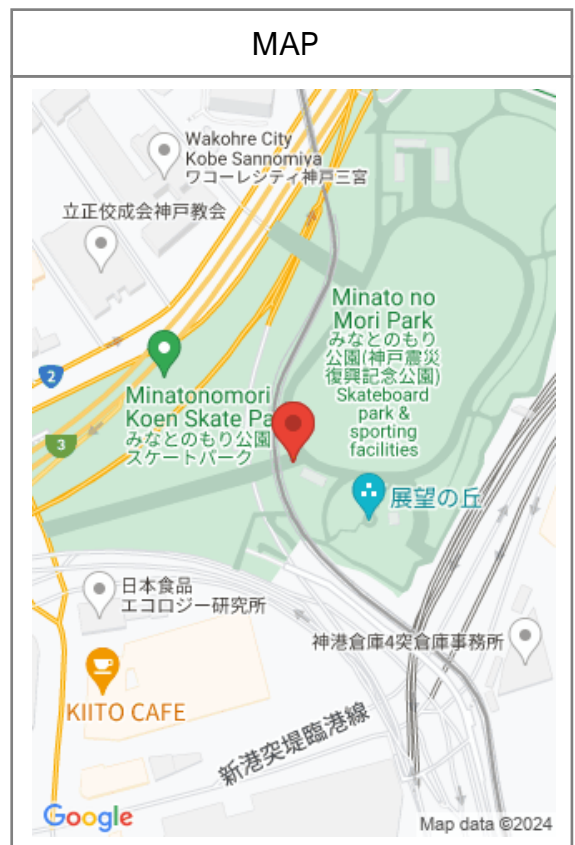 MAP
Wakohre City
Kobe Sannomiya
ワコーレシティ神戸三宮
立正佼成会神戸教会
Minato no
Mori Park
みなとのもり
公園(神戸震災
復興記念公園)
Skateboard
park &
sporting
facilities
2
Minatonomori
Koen Skate Pa
みなとのもり公園
スケートパーク
3
展望の丘
日本食品
エコロジー研究所
神港倉庫4突倉庫事務所
KIITO CAFE
新港突堤臨港線
Google
Map data ©2024